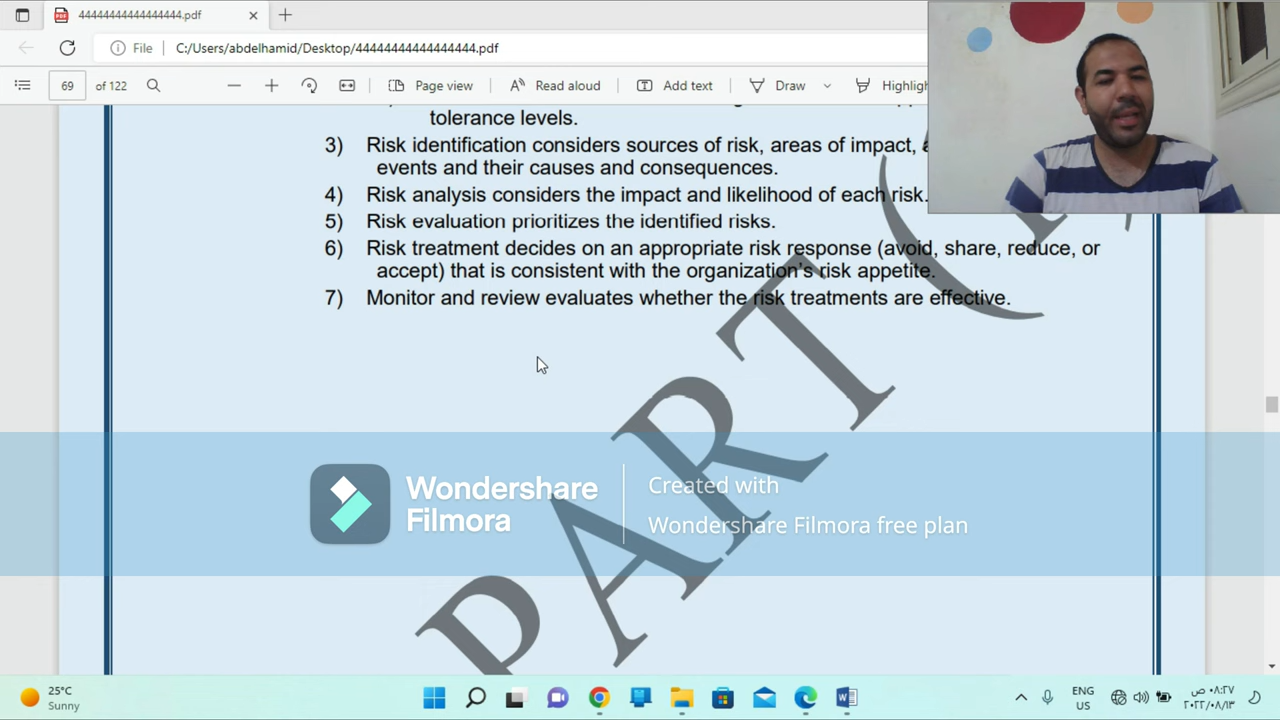 44444444444444444.pdf
File
C:/Users/abdelhamid/Desktop/44444444444444444.pdf
69 of 122
Page view
Read aloud
Add text
Draw
tolerance levels.
3) Risk identification considers sources of risk, areas of impact,
events and their causes and consequences.
4) Risk analysis considers the impact and likelihood of each risk.
5) Risk evaluation prioritizes the identified risks.
6) Risk treatment decides on an appropriate risk response (avoid, share, reduce, or
accept) that is consistent with the organization's risk appetite.
7) Monitor and review evaluates whether the risk treatments are effective.
PART (
Wondershare
Filmora
Created with
Wondershare Filmora free plan
25°C
Sunny
ENG
US
٠٨:٢٧ ص
٢٠٢٢/٠٨/١٣